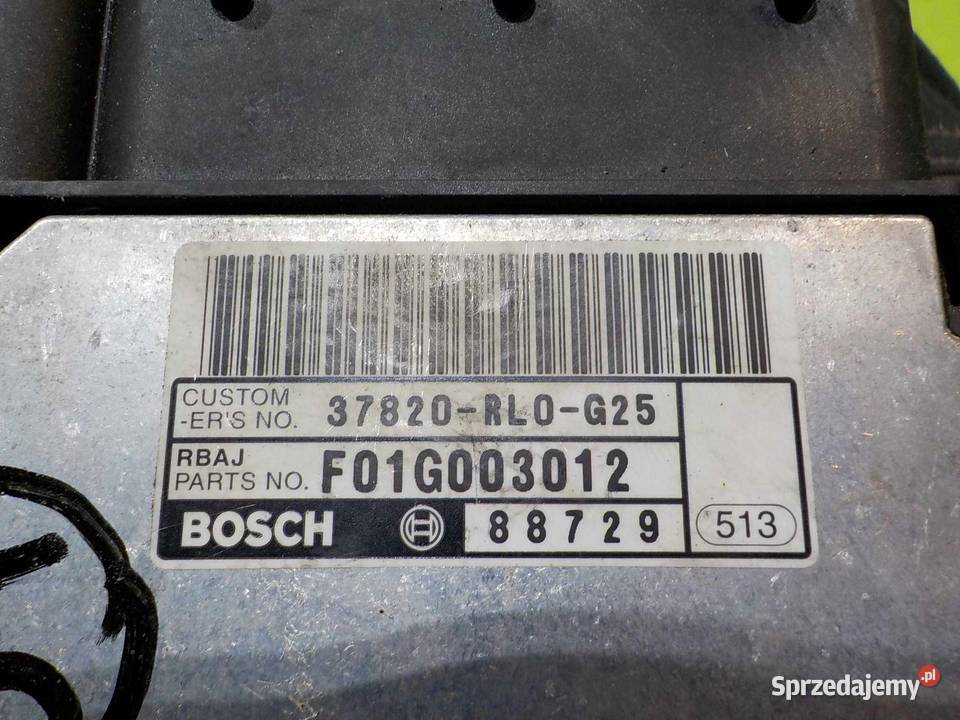 CUSTOM
-ER'S NO. 37820-RL0-G25
RBAJ
PARTS NO. F01G003012
BOSCH 88729 513
Sprzedajemy.pl